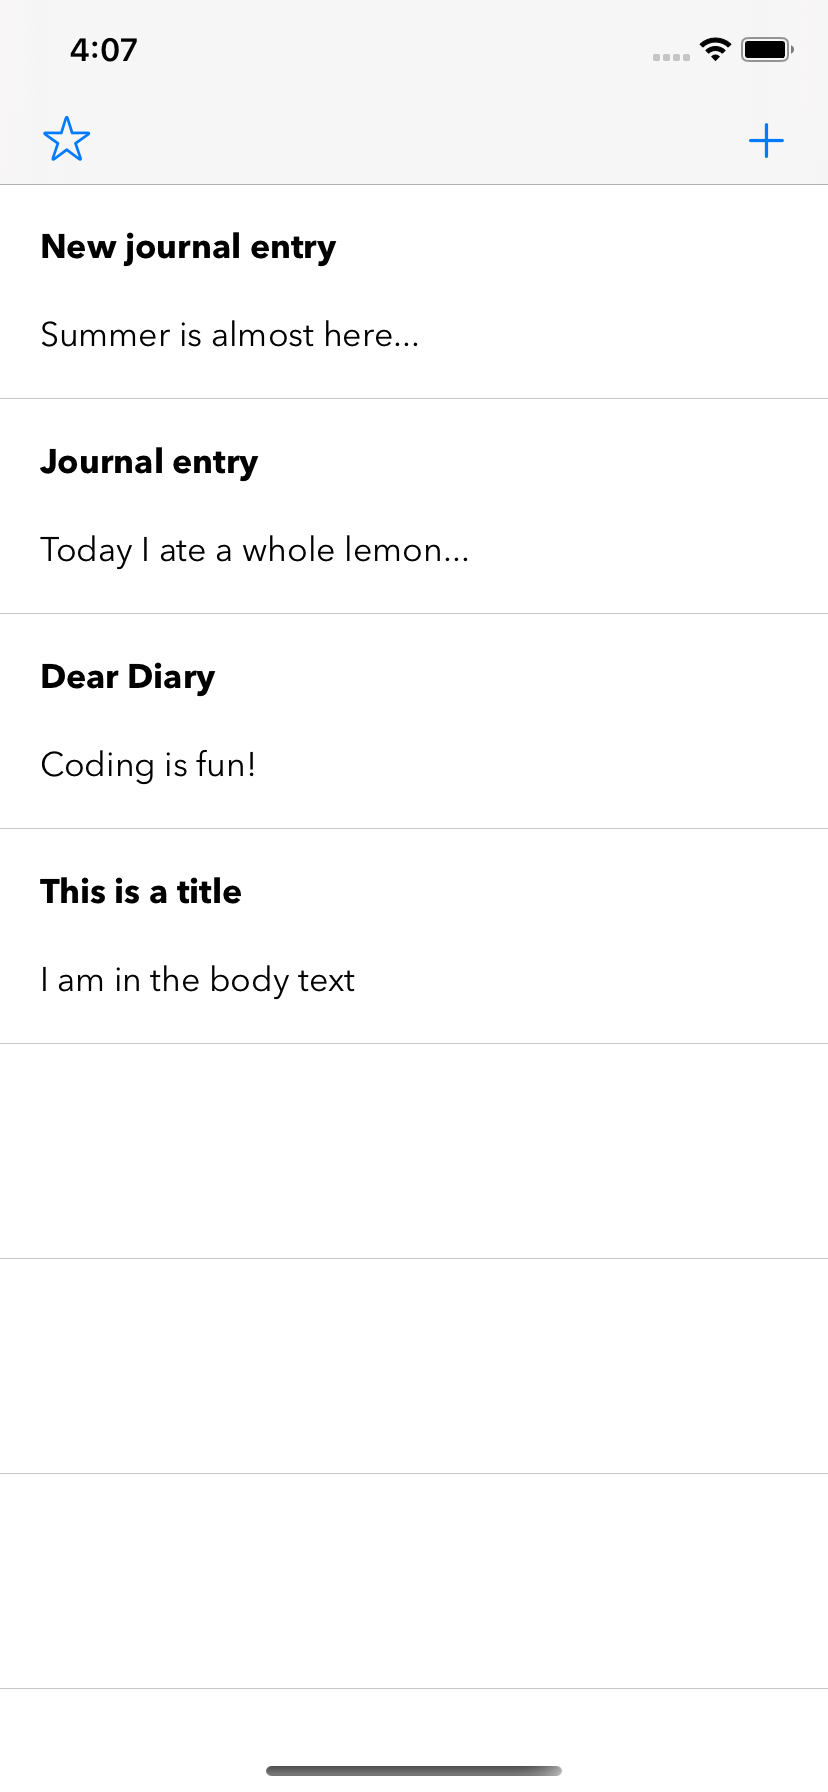 4:07
New journal entry
Summer is almost here...
Journal entry
Today I ate a whole lemon...
Dear Diary
Coding is fun!
This is a title
I am in the body text